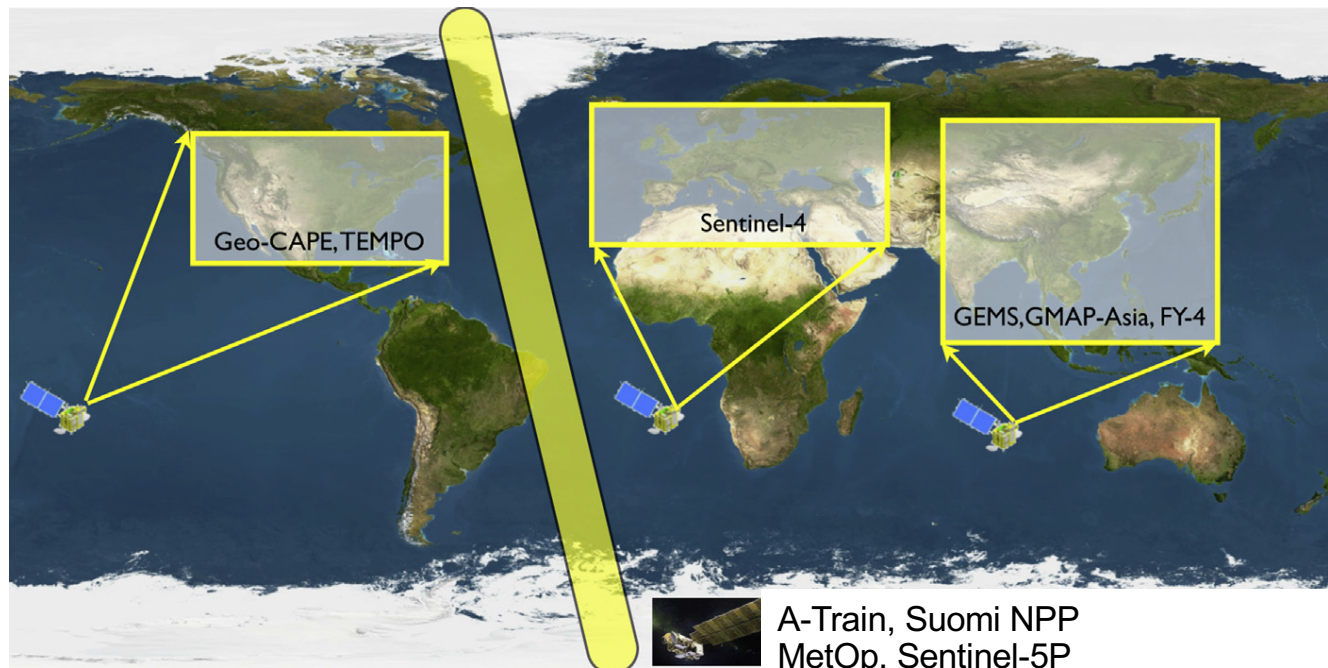 Geo-CAPE, TEMPO
Sentinel-4
GEMS,GMAP-Asia, FY-4
A-Train, Suomi NPP
MetOp, Sentinel-5P